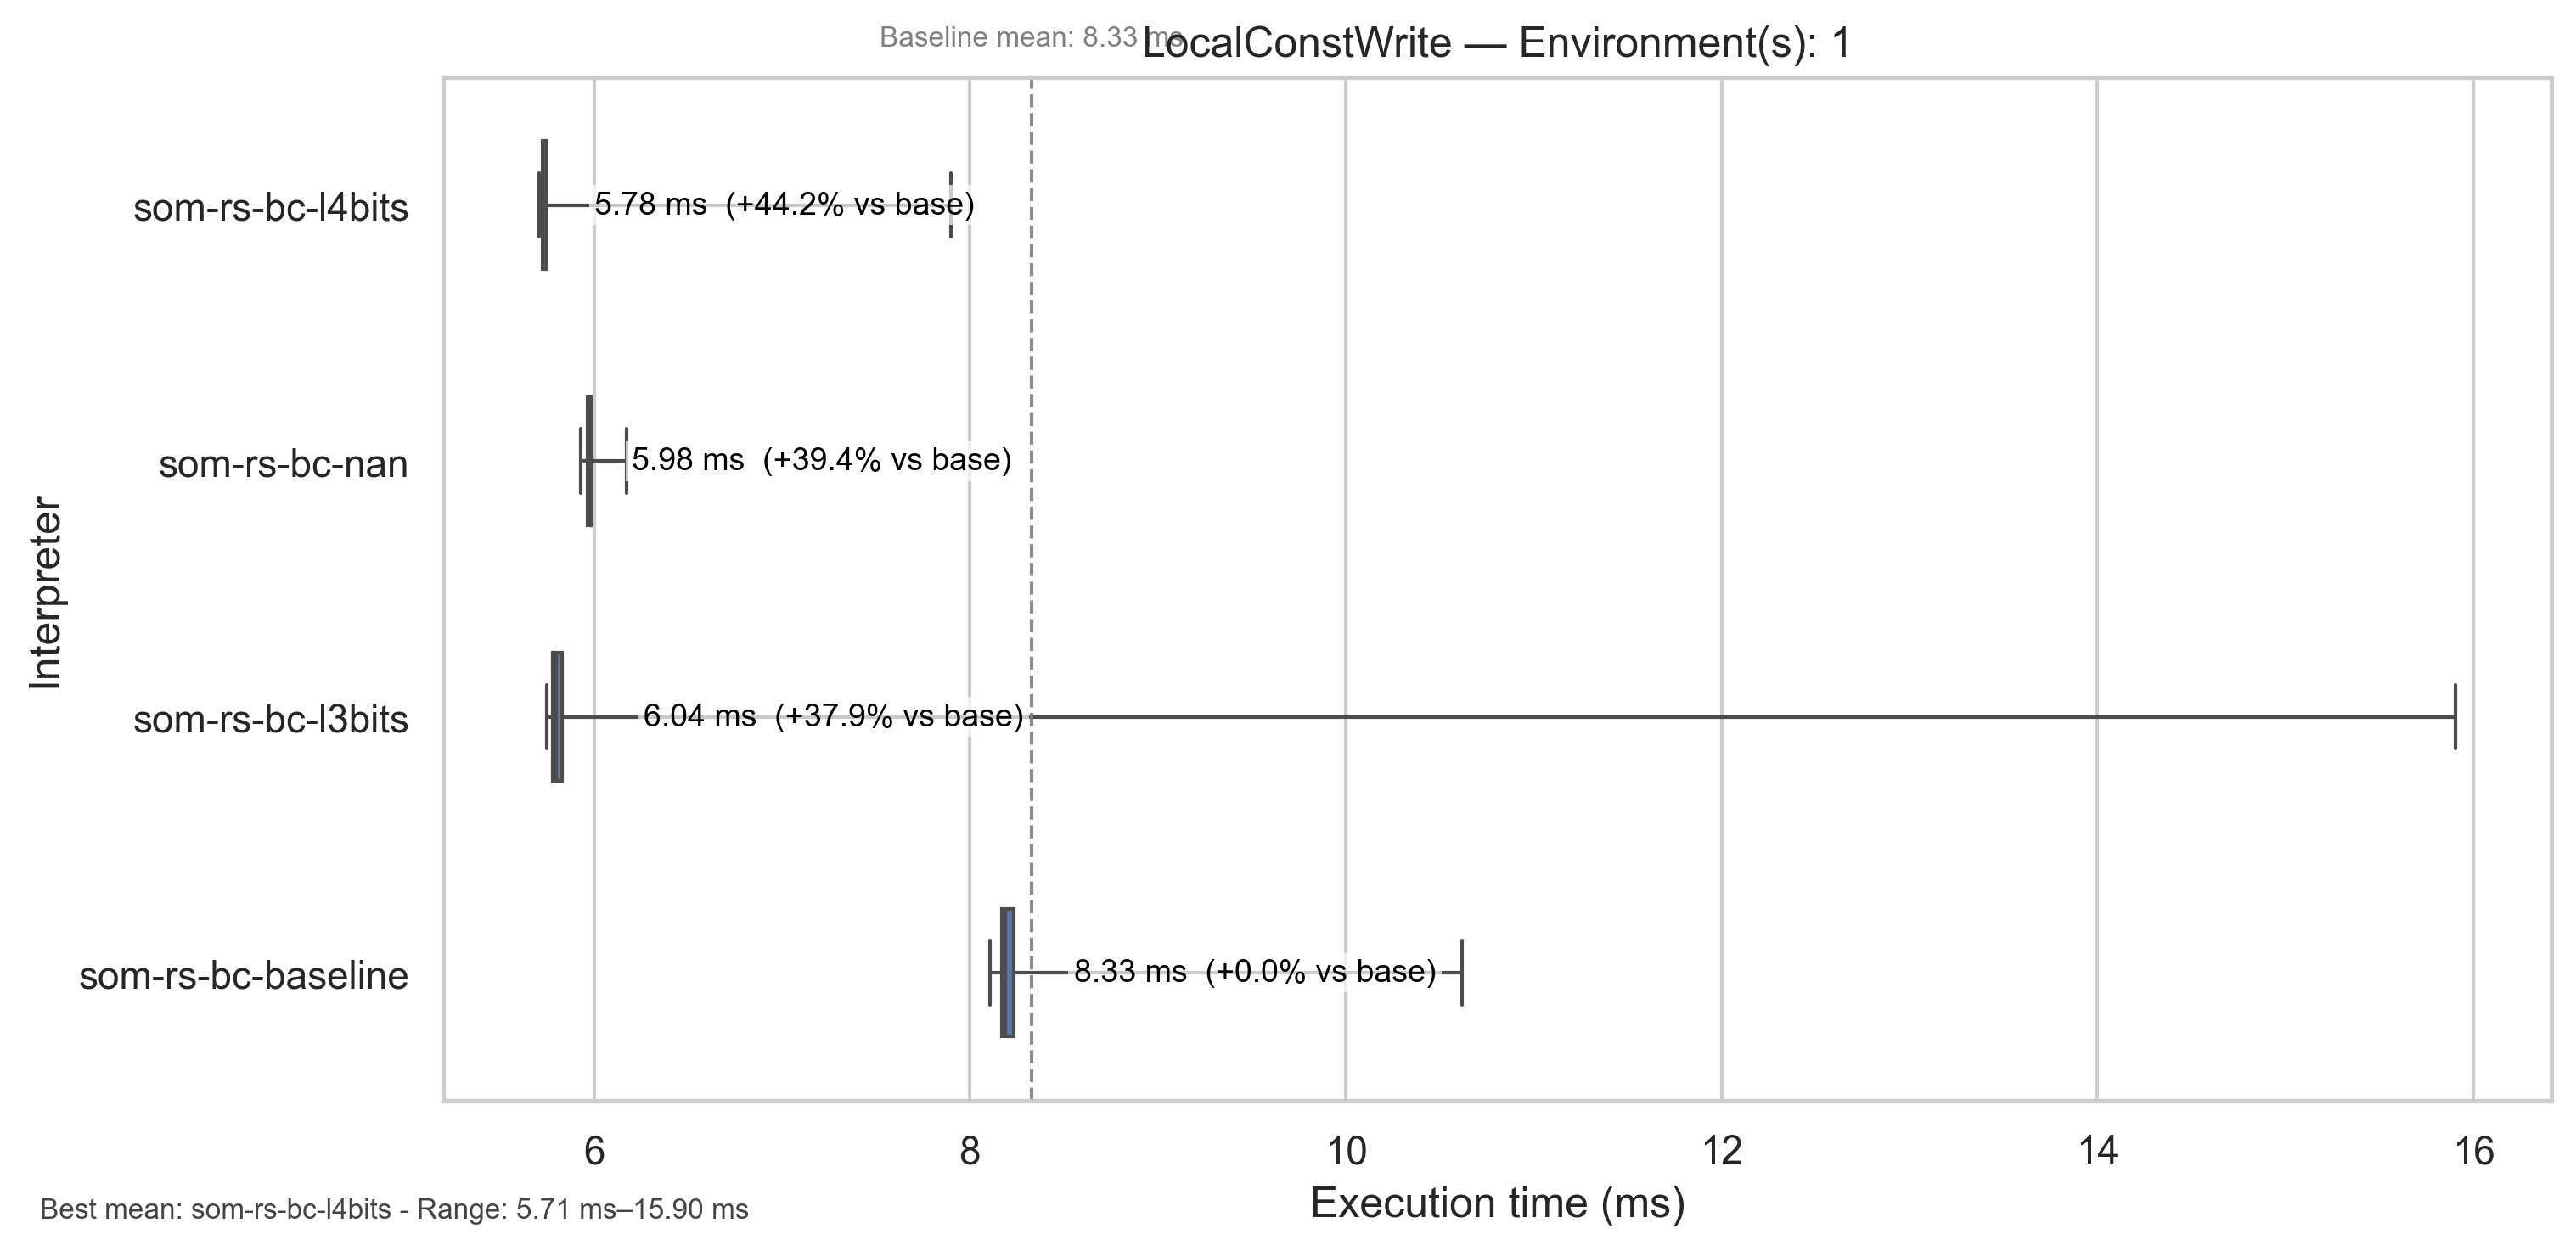 Baseline mean: 8.33 ms
LocalConstWrite — Environment(s): 1
Interpreter
som-rs-bc-l4bits
5.78 ms (+44.2% vs base)
som-rs-bc-nan
5.98 ms (+39.4% vs base)
som-rs-bc-l3bits
6.04 ms (+37.9% vs base)
som-rs-bc-baseline
8.33 ms (+0.0% vs base)
6 8 10 12 14 16
Execution time (ms)
Best mean: som-rs-bc-l4bits - Range: 5.71 ms–15.90 ms